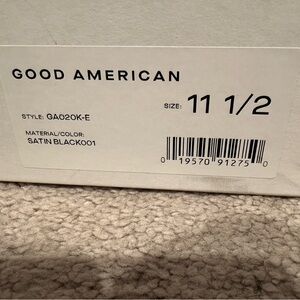 GOOD AMERICAN
SIZE: 11 1/2
STYLE: GA020K-E
MATERIAL/COLOR:
SATIN BLACK001
0 19570 91275 0